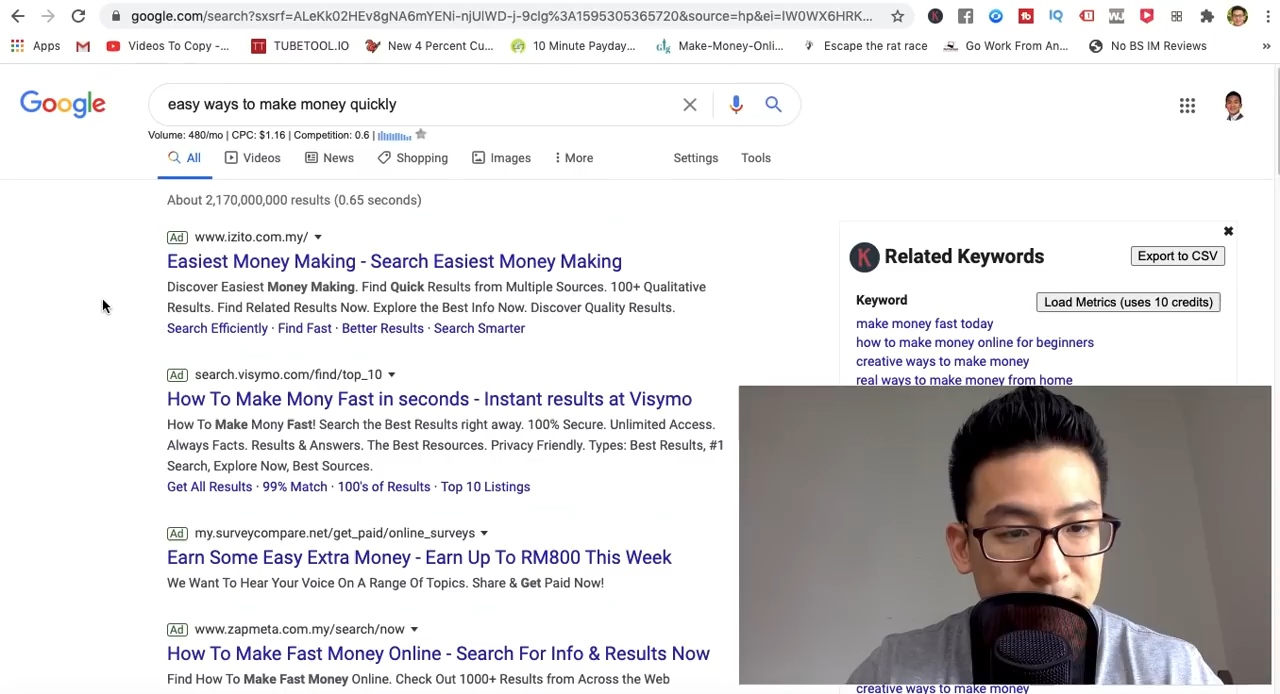 google.com/search?sxsrf=ALeKk02HEv8gNA6mYENi-njUlWD-j-9clg%3A1595305365720&source=hp&ei=IW0WX6HRK...
Apps Videos To Copy -... TUBETOOL.IO New 4 Percent Cu... 10 Minute Payday... Make-Money-Onli... Escape the rat race Go Work From An... No BS IM Reviews »
Google
easy ways to make money quickly
Volume: 480/mo | CPC: $1.16 | Competition: 0.6 |
All Videos News Shopping Images More Settings Tools
About 2,170,000,000 results (0.65 seconds)
Ad www.izito.com.my/
Easiest Money Making - Search Easiest Money Making
Discover Easiest Money Making. Find Quick Results from Multiple Sources. 100+ Qualitative
Results. Find Related Results Now. Explore the Best Info Now. Discover Quality Results.
Search Efficiently · Find Fast · Better Results · Search Smarter
Ad search.visymo.com/find/top_10
How To Make Mony Fast in seconds - Instant results at Visymo
How To Make Mony Fast! Search the Best Results right away. 100% Secure. Unlimited Access.
Always Facts. Results & Answers. The Best Resources. Privacy Friendly. Types: Best Results, #1
Search, Explore Now, Best Sources.
Get All Results · 99% Match · 100's of Results · Top 10 Listings
Ad my.surveycompare.net/get_paid/online_surveys
Earn Some Easy Extra Money - Earn Up To RM800 This Week
We Want To Hear Your Voice On A Range Of Topics. Share & Get Paid Now!
Ad www.zapmeta.com.my/search/now
How To Make Fast Money Online - Search For Info & Results Now
Find How To Make Fast Money Online. Check Out 1000+ Results from Across the Web
K Related Keywords Export to CSV
Keyword Load Metrics (uses 10 credits)
make money fast today
how to make money online for beginners
creative ways to make money
real ways to make money from home
creative ways to make money